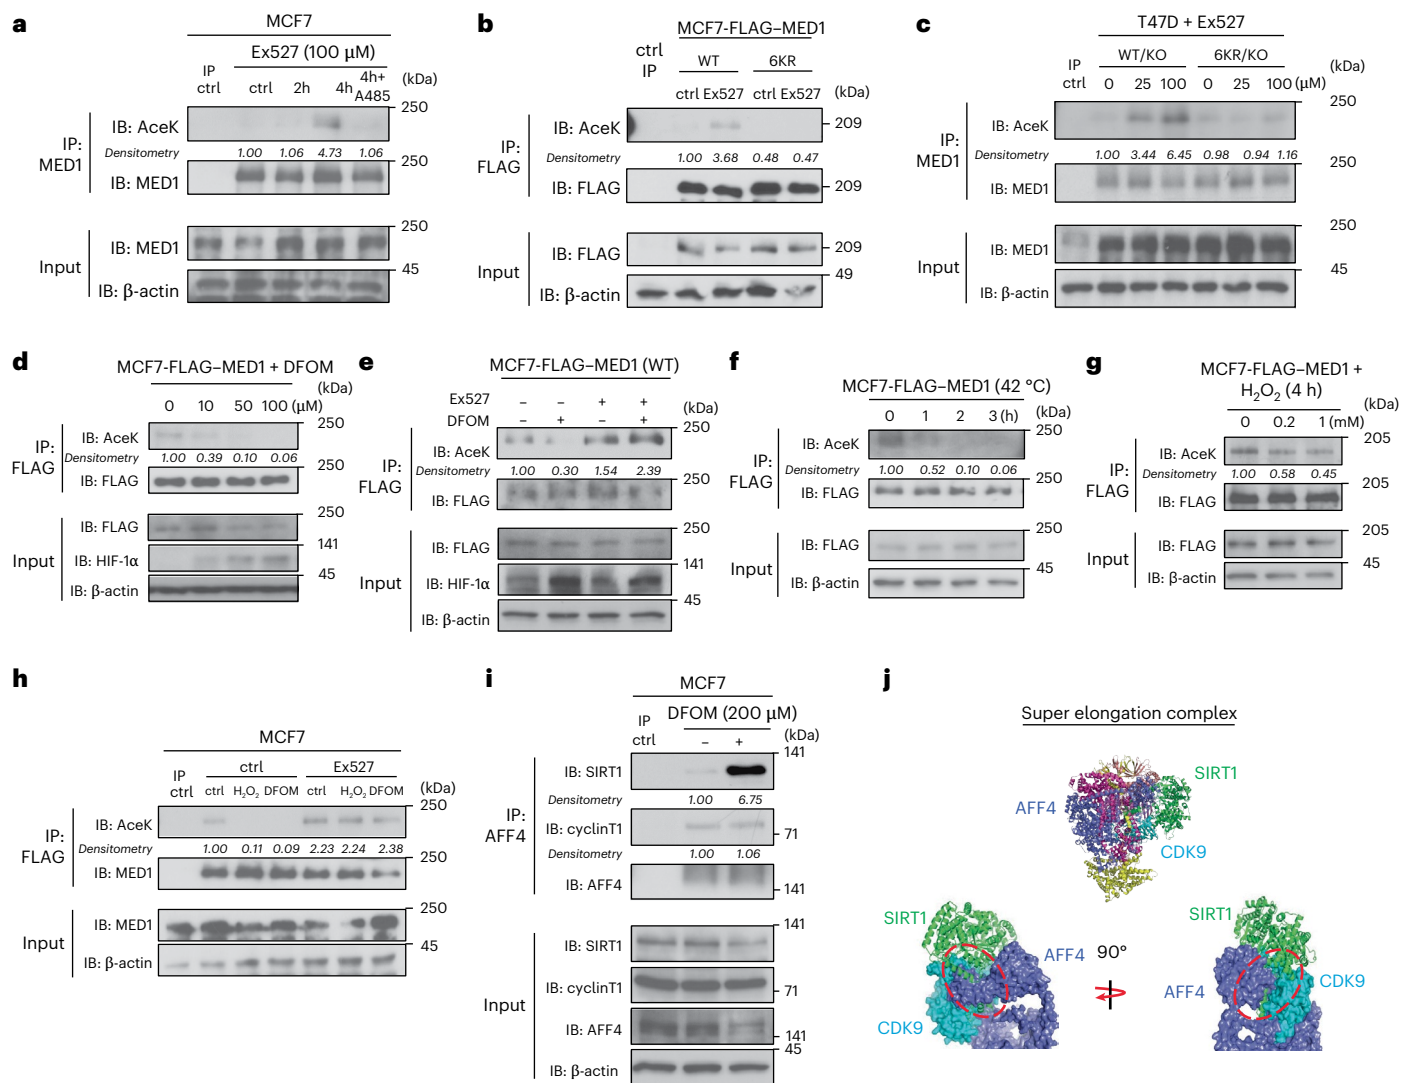 a
MCF7
Ex527 (100 μM)
IP ctrl
ctrl 2h 4h 4h+ A485
(kDa)
IP: MED1
IB: AceK
250
Densitometry 1.00 1.06 4.73 1.06
IB: MED1
250
Input
IB: MED1
250
IB: β-actin
45
b
MCF7-FLAG–MED1
ctrl IP
WT 6KR
ctrl Ex527 ctrl Ex527
(kDa)
IP: FLAG
IB: AceK
209
Densitometry 1.00 3.68 0.48 0.47
IB: FLAG
209
Input
IB: FLAG
209
IB: β-actin
49
c
T47D + Ex527
IP ctrl
WT/KO 6KR/KO
0 25 100 0 25 100 (μM)
(kDa)
IP: MED1
IB: AceK
250
Densitometry 1.00 3.44 6.45 0.98 0.94 1.16
IB: MED1
250
Input
IB: MED1
250
IB: β-actin
45
d
MCF7-FLAG–MED1 + DFOM
0 10 50 100 (μM)
(kDa)
IP: FLAG
IB: AceK
250
Densitometry 1.00 0.39 0.10 0.06
IB: FLAG
250
Input
IB: FLAG
250
IB: HIF-1α
141
IB: β-actin
45
e
MCF7-FLAG–MED1 (WT)
Ex527 – – + +
DFOM – + – +
(kDa)
IP: FLAG
IB: AceK
250
Densitometry 1.00 0.30 1.54 2.39
IB: FLAG
250
Input
IB: FLAG
250
IB: HIF-1α
141
IB: β-actin
45
f
MCF7-FLAG–MED1 (42 °C)
0 1 2 3 (h)
(kDa)
IP: FLAG
IB: AceK
250
Densitometry 1.00 0.52 0.10 0.06
IB: FLAG
250
Input
IB: FLAG
250
IB: β-actin
45
g
MCF7-FLAG–MED1 +
H₂O₂ (4 h)
0 0.2 1 (mM)
(kDa)
IP: FLAG
IB: AceK
205
Densitometry 1.00 0.58 0.45
IB: FLAG
205
Input
IB: FLAG
205
IB: β-actin
45
h
MCF7
IP ctrl
ctrl Ex527
ctrl H₂O₂ DFOM ctrl H₂O₂ DFOM
(kDa)
IP: FLAG
IB: AceK
250
Densitometry 1.00 0.11 0.09 2.23 2.24 2.38
IB: MED1
250
Input
IB: MED1
250
IB: β-actin
45
i
MCF7
IP ctrl
DFOM (200 μM)
– +
(kDa)
IP: AFF4
IB: SIRT1
141
Densitometry 1.00 6.75
IB: cyclinT1
71
Densitometry 1.00 1.06
IB: AFF4
141
Input
IB: SIRT1
141
IB: cyclinT1
71
IB: AFF4
141
IB: β-actin
45
j
Super elongation complex
SIRT1
AFF4
CDK9
SIRT1
AFF4
CDK9
90°
SIRT1
AFF4
CDK9